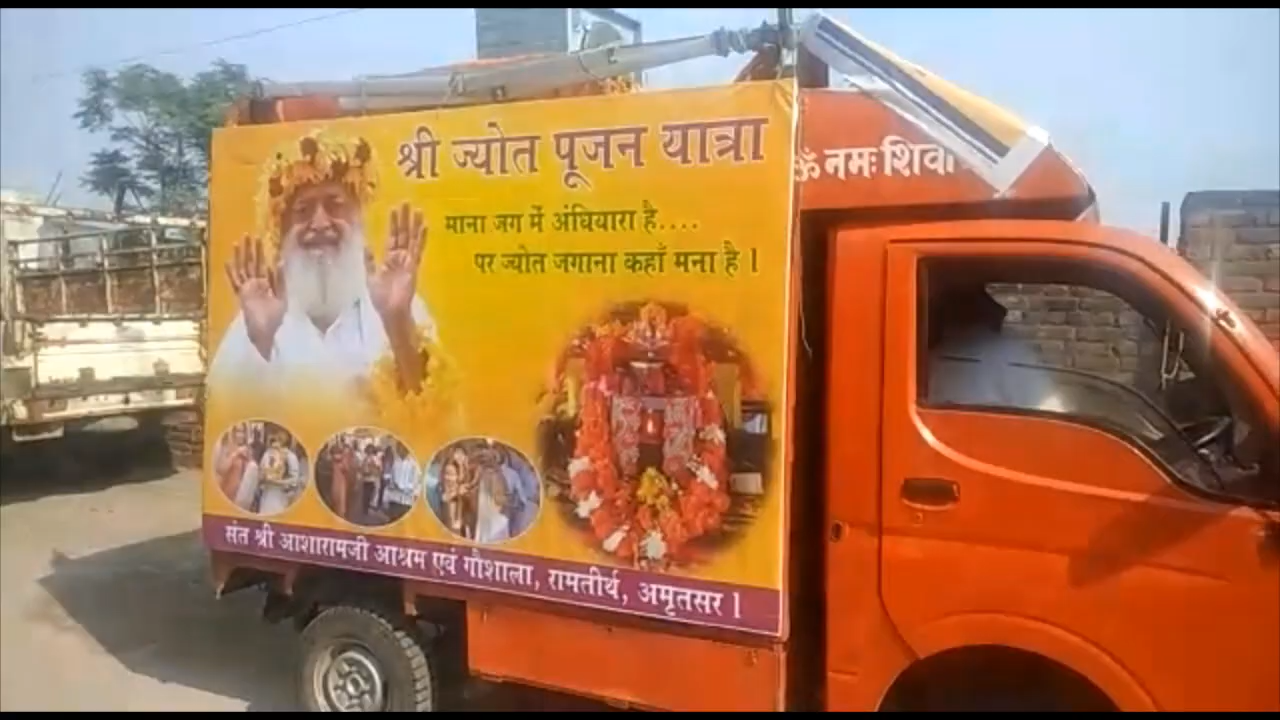 श्री ज्योत पूजन यात्रा
माना जग में अंधियारा है....
पर ज्योत जगाना कहाँ मना है ।
संत श्री आशारामजी आश्रम एवं गौशाला, रामतीर्थ, अमृतसर ।
ॐ नमः शिवा